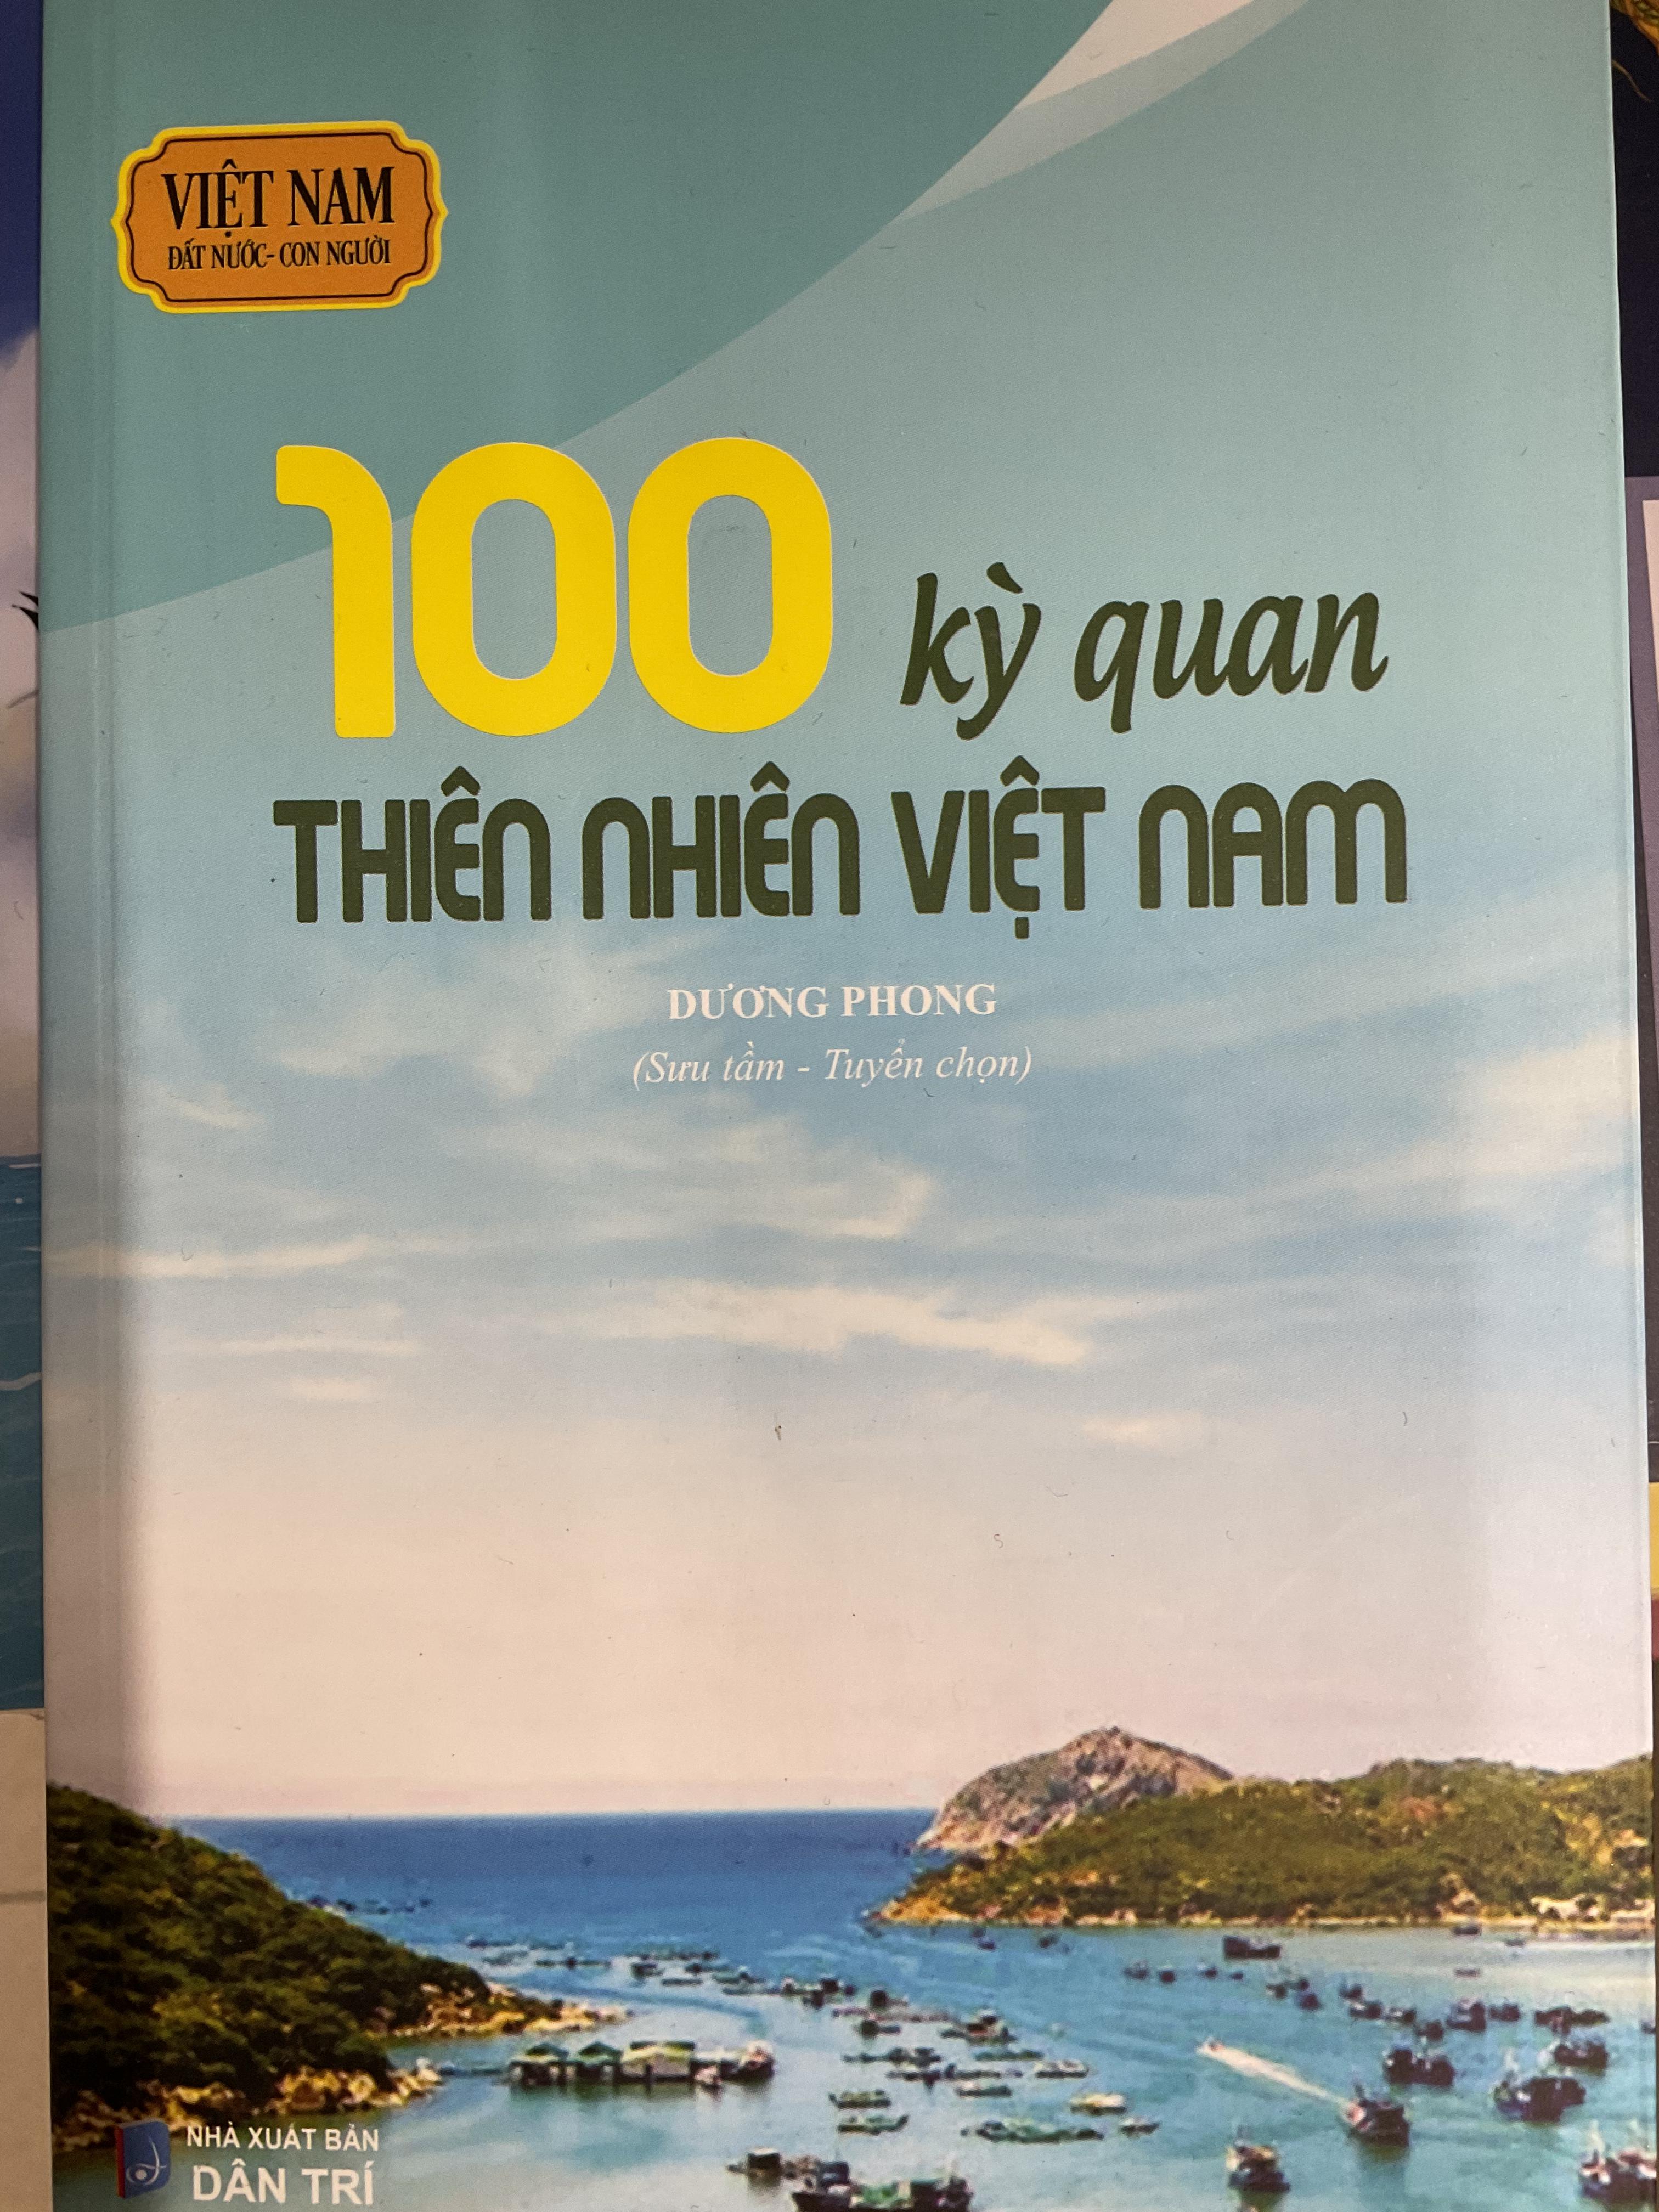 VIỆT NAM
ĐẤT NƯỚC- CON NGƯỜI
100 kỳ quan
THIÊN NHIÊN VIỆT NAM
DƯƠNG PHONG
(Sưu tầm - Tuyển chọn)
NHÀ XUẤT BẢN
DÂN TRÍ